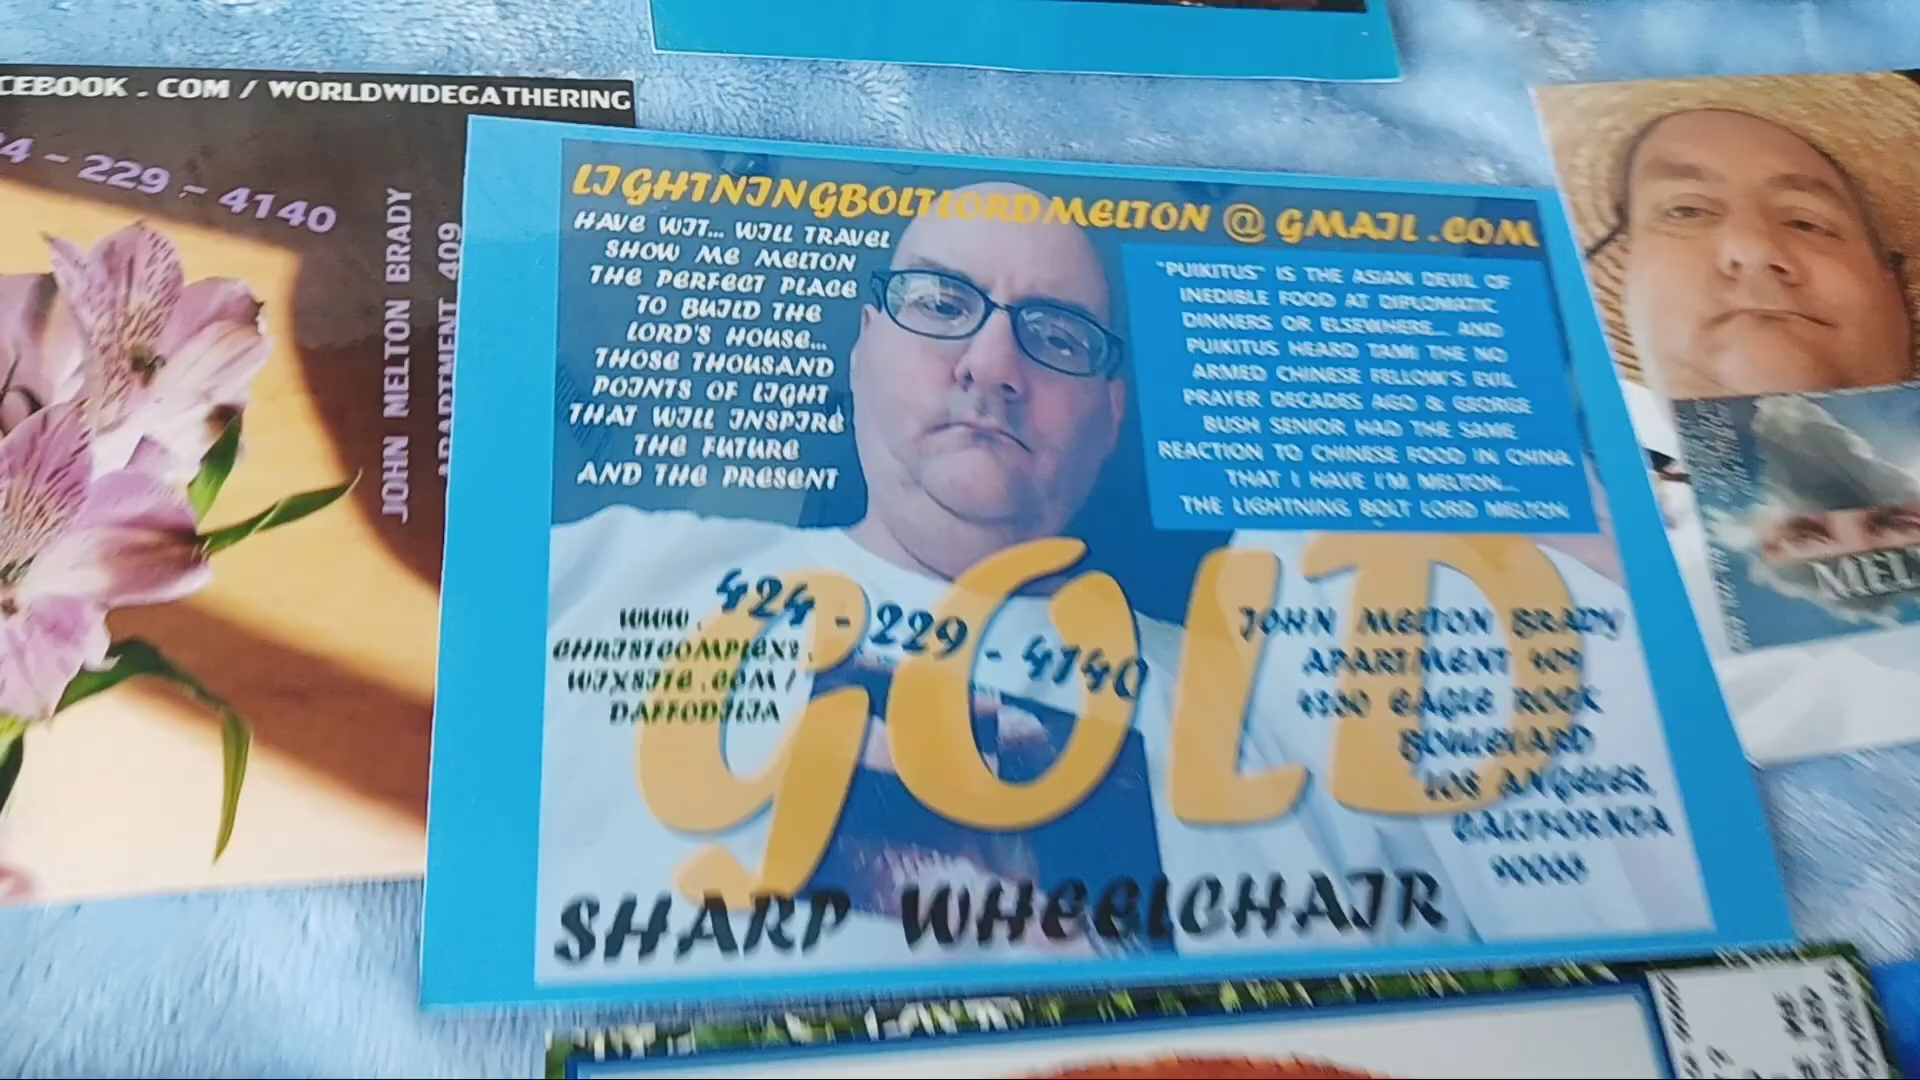 CEBOOK . COM / WORLDWIDEGATHERING
4 - 229 - 4140
JOHN MELTON BRADY
APARTMENT 409
LIGHTNINGBOLTLORDMELTON @ GMAIL . COM
HAVE WIT... WILL TRAVEL
SHOW ME MELTON
THE PERFECT PLACE
TO BUILD THE
LORD'S HOUSE...
THOSE THOUSAND
POINTS OF LIGHT
THAT WILL INSPIRE
THE FUTURE
AND THE PRESENT
"PUIKITUS" IS THE ASIAN DEVIL OF
INEDIBLE FOOD AT DIPLOMATIC
DINNERS OR ELSEWHERE... AND
PUIKITUS HEARD TAMI THE NO
ARMED CHINESE FELLOW'S EVIL
PRAYER DECADES AGO & GEORGE
BUSH SENIOR HAD THE SAME
REACTION TO CHINESE FOOD IN CHINA
THAT I HAVE I'M MELTON...
THE LIGHTNING BOLT LORD MELTON
GOLD
424 - 229 - 4140
WWW .
WIXSITE . COM /
DAFFODILIA
JOHN MELTON BRADY
APARTMENT 409
EAGLE ROCK
BOULEVARD
LOS ANGELES,
CALIFORNIA
SHARP WHEELCHAIR
MEL